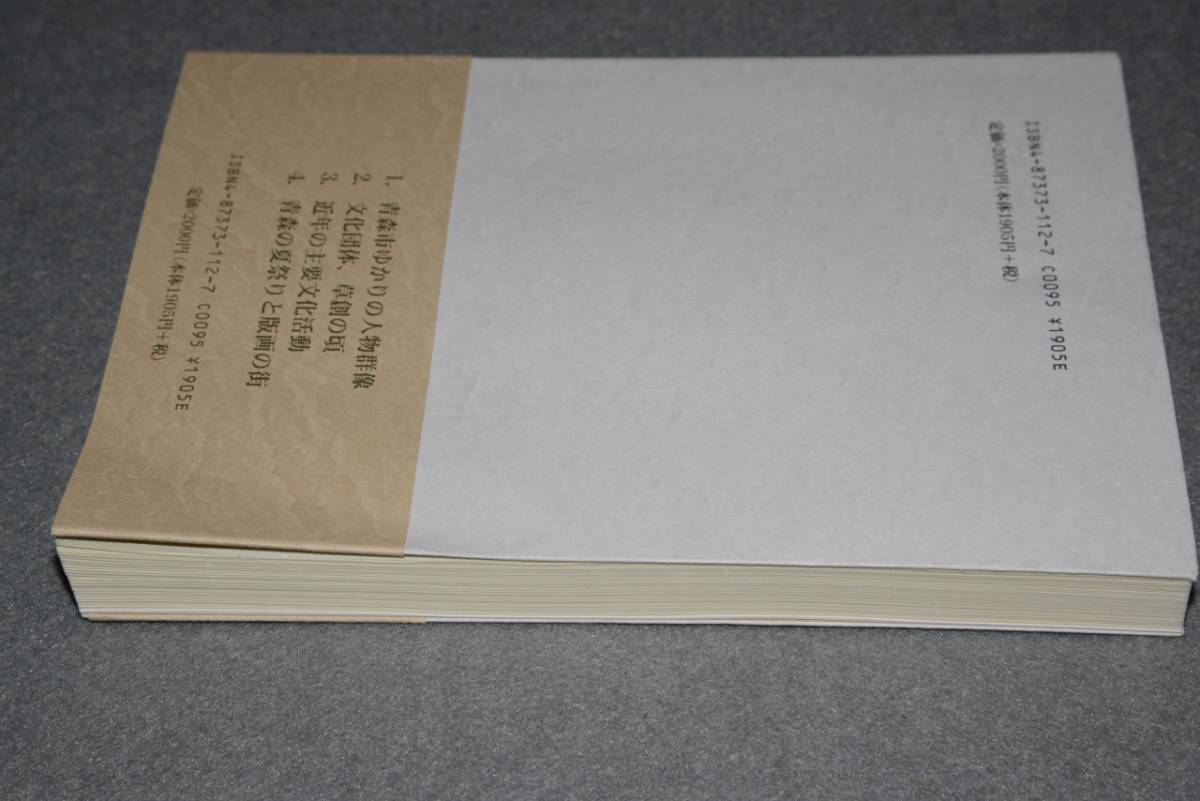 ISBN4-87373-112-7 C0095 ¥1905E
定価=2000円(本体1905円+税)
1. 青森市ゆかりの人物群像
2. 文化団体、草創の頃
3. 近年の主要文化活動
4. 青森の夏祭りと版画の街
ISBN4-87373-112-7 C0095 ¥1905E
定価=2000円(本体1905円+税)